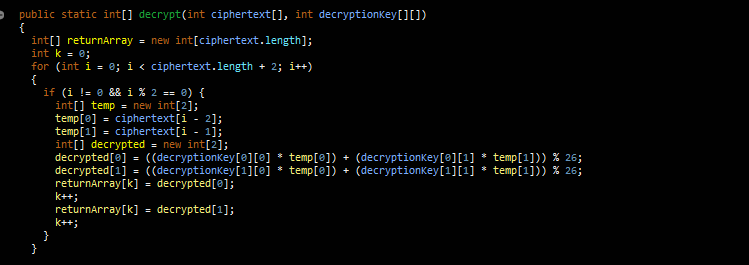 public static int[] decrypt(int ciphertext[], int decryptionKey[][])
{
  int[] returnArray = new int[ciphertext.length];
  int k = 0;
  for (int i = 0; i < ciphertext.length + 2; i++)
  {
    if (i != 0 && i % 2 == 0) {
      int[] temp = new int[2];
      temp[0] = ciphertext[i - 2];
      temp[1] = ciphertext[i - 1];
      int[] decrypted = new int[2];
      decrypted[0] = ((decryptionKey[0][0] * temp[0]) + (decryptionKey[0][1] * temp[1])) % 26;
      decrypted[1] = ((decryptionKey[1][0] * temp[0]) + (decryptionKey[1][1] * temp[1])) % 26;
      returnArray[k] = decrypted[0];
      k++;
      returnArray[k] = decrypted[1];
      k++;
    }
  }